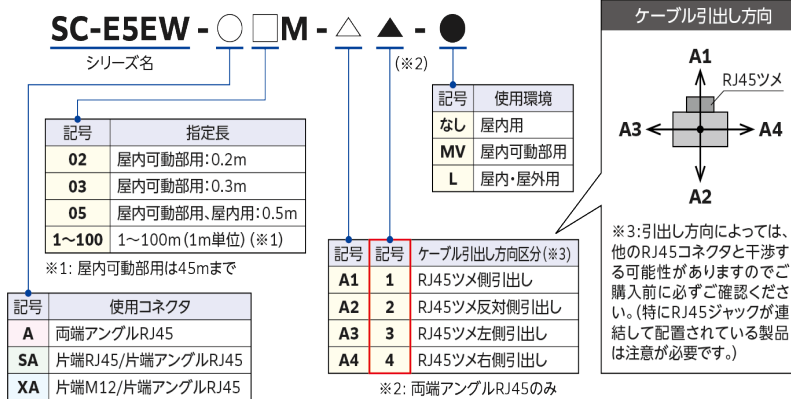 SC-E5EW - ○ □M - △ ▲ - ●
シリーズ名
(※2)
記号 指定長
02 屋内可動部用：0.2m
03 屋内可動部用：0.3m
05 屋内可動部用、屋内用：0.5m
1～100 1～100m（1m単位）（※1）
※1: 屋内可動部用は45mまで
記号 使用コネクタ
A 両端アングルRJ45
SA 片端RJ45/片端アングルRJ45
XA 片端M12/片端アングルRJ45
記号 使用環境
なし 屋内用
MV 屋内可動部用
L 屋内・屋外用
記号 記号 ケーブル引出し方向区分(※3)
A1 1 RJ45ツメ側引出し
A2 2 RJ45ツメ反対側引出し
A3 3 RJ45ツメ左側引出し
A4 4 RJ45ツメ右側引出し
※2: 両端アングルRJ45のみ
ケーブル引出し方向
A1
RJ45ツメ
A3 A4
A2
※3:引出し方向によっては、
他のRJ45コネクタと干渉す
る可能性がありますのでご
購入前に必ずご確認くださ
い。（特にRJ45ジャックが連
結して配置されている製品
は注意が必要です。）